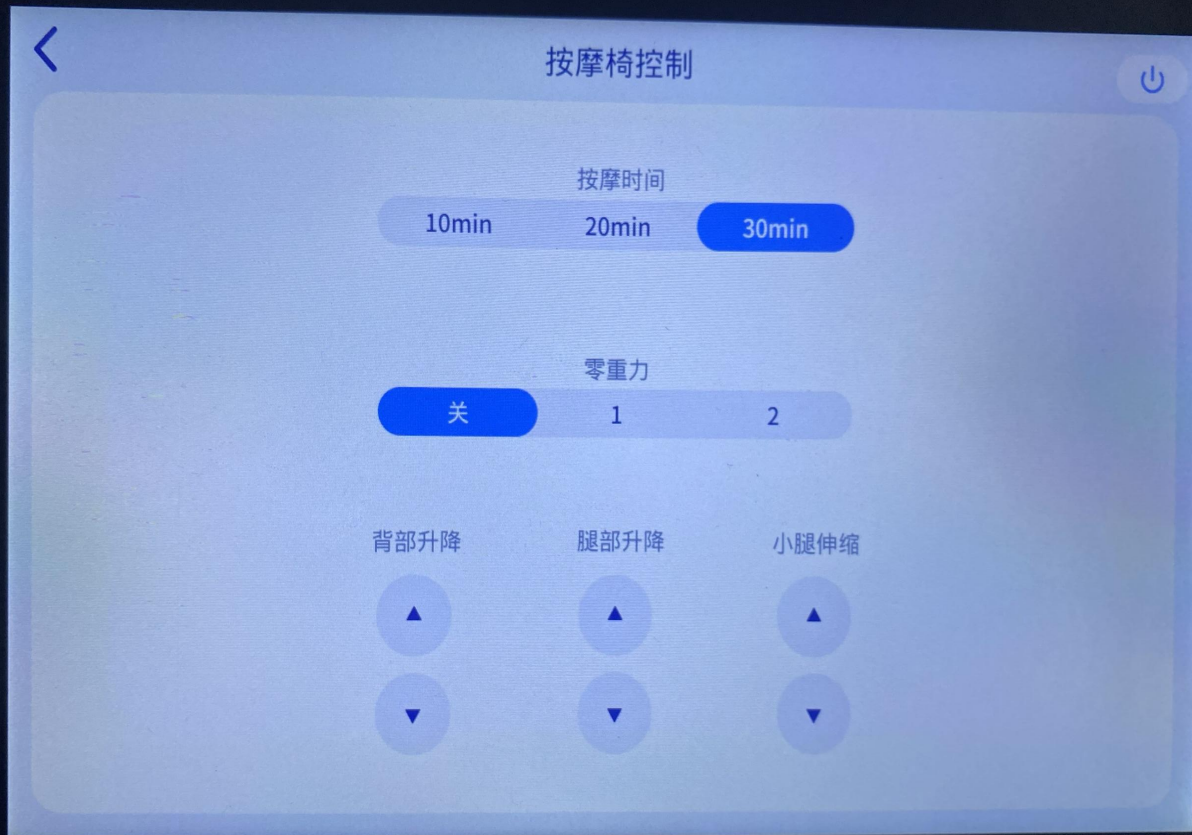 按摩椅控制
按摩时间
10min 20min 30min
零重力
关 1 2
背部升降 腿部升降 小腿伸缩